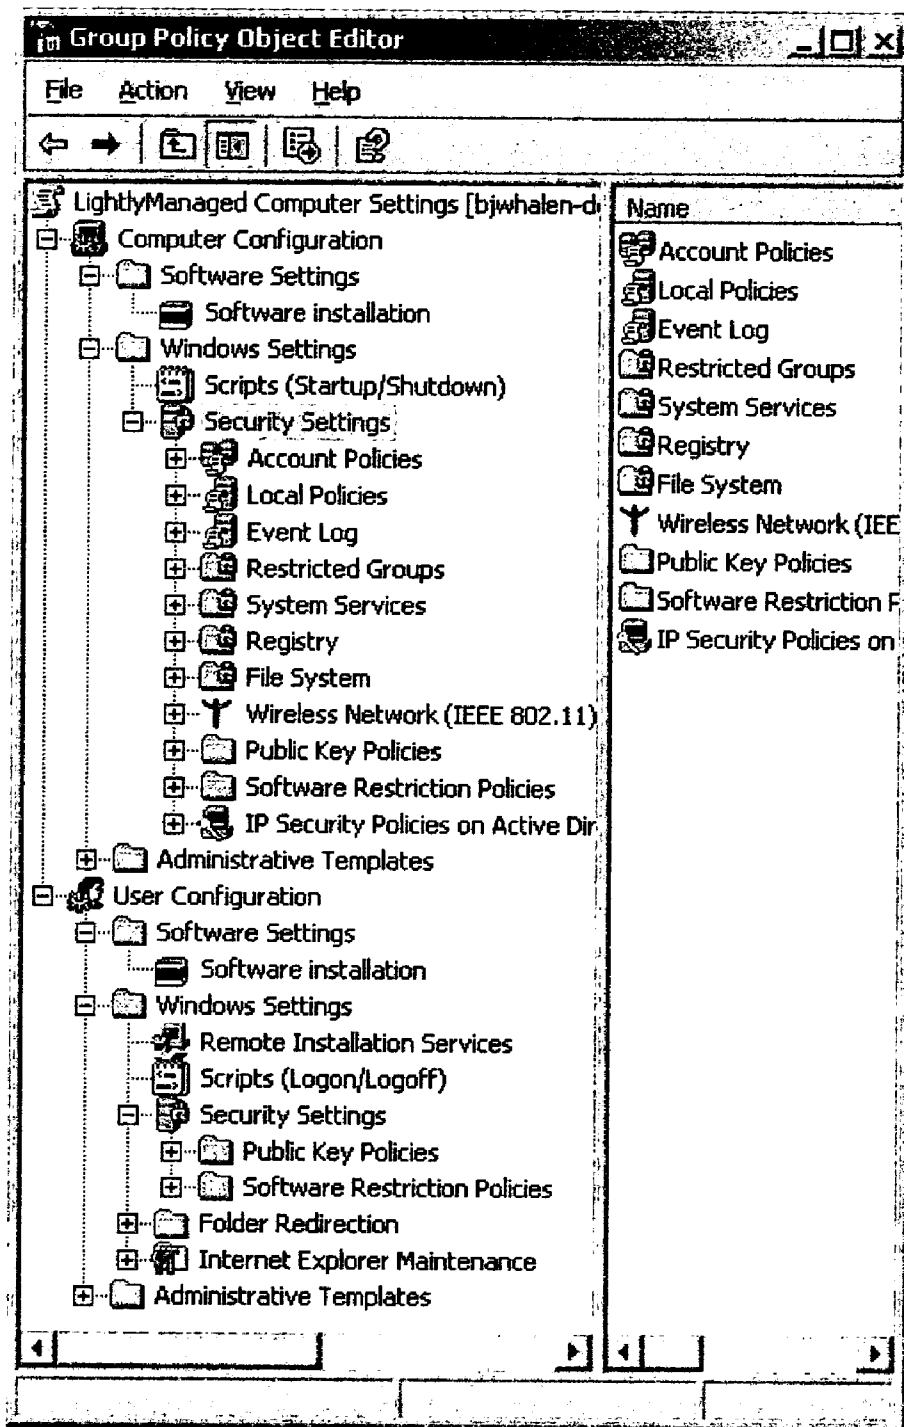 Group Policy Object Editor
File Action View Help
LightlyManaged Computer Settings [bjwhalen-d
Computer Configuration
Software Settings
Software installation
Windows Settings
Scripts (Startup/Shutdown)
Security Settings
Account Policies
Local Policies
Event Log
Restricted Groups
System Services
Registry
File System
Wireless Network (IEEE 802.11)
Public Key Policies
Software Restriction Policies
IP Security Policies on Active Dir
Administrative Templates
User Configuration
Software Settings
Software installation
Windows Settings
Remote Installation Services
Scripts (Logon/Logoff)
Security Settings
Public Key Policies
Software Restriction Policies
Folder Redirection
Internet Explorer Maintenance
Administrative Templates
Name
Account Policies
Local Policies
Event Log
Restricted Groups
System Services
Registry
File System
Wireless Network (IEE
Public Key Policies
Software Restriction P
IP Security Policies on